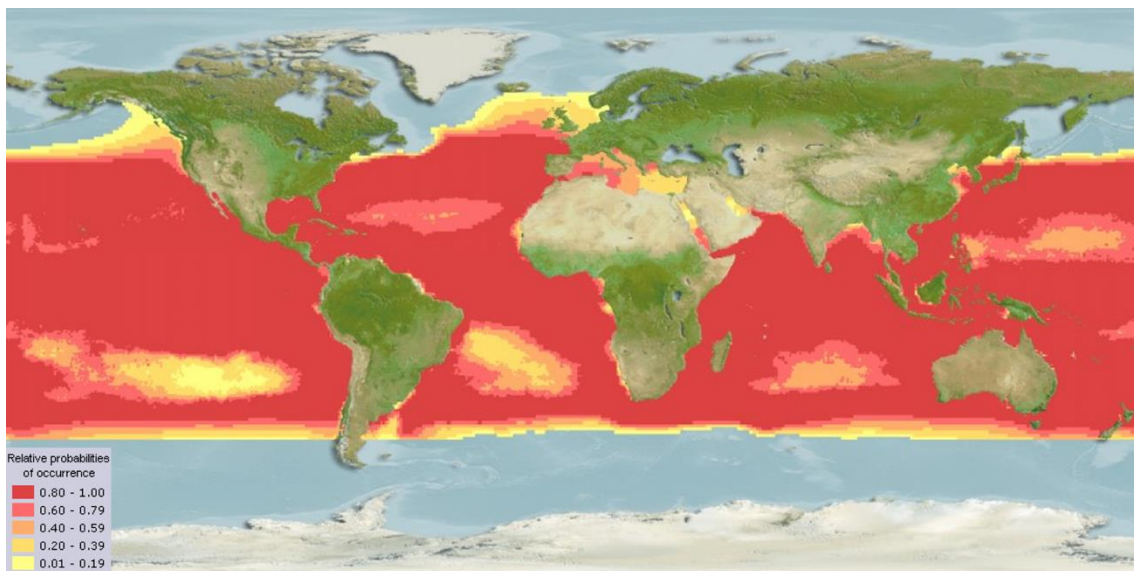 Relative probabilities
of occurrence
0.80 - 1.00
0.60 - 0.79
0.40 - 0.59
0.20 - 0.39
0.01 - 0.19